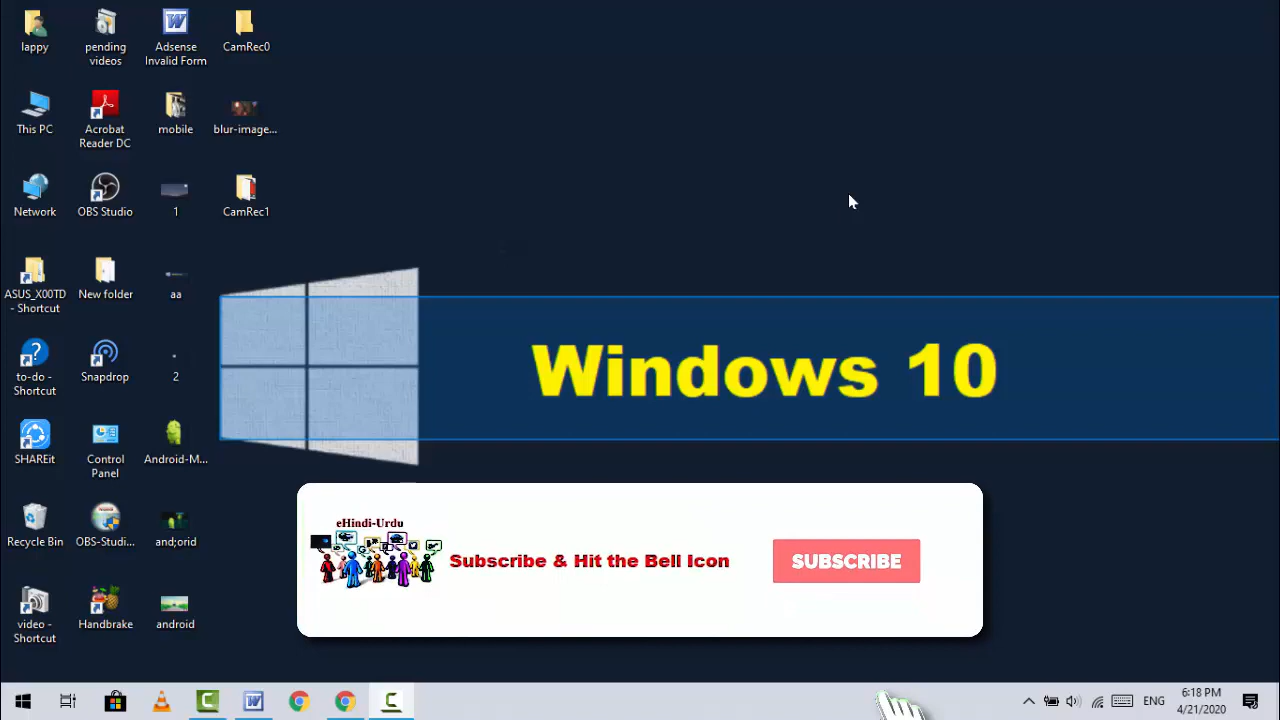 lappy
pending videos
Adsense Invalid Form
CamRec0
This PC
Acrobat Reader DC
mobile
blur-image...
Network
OBS Studio
1
CamRec1
ASUS_X00TD - Shortcut
New folder
aa
to-do - Shortcut
Snapdrop
2
SHAREit
Control Panel
Android-M...
Recycle Bin
OBS-Studi...
and;orid
video - Shortcut
Handbrake
android
Windows 10
eHindi-Urdu
Subscribe & Hit the Bell Icon
SUBSCRIBE
ENG
6:18 PM
4/21/2020